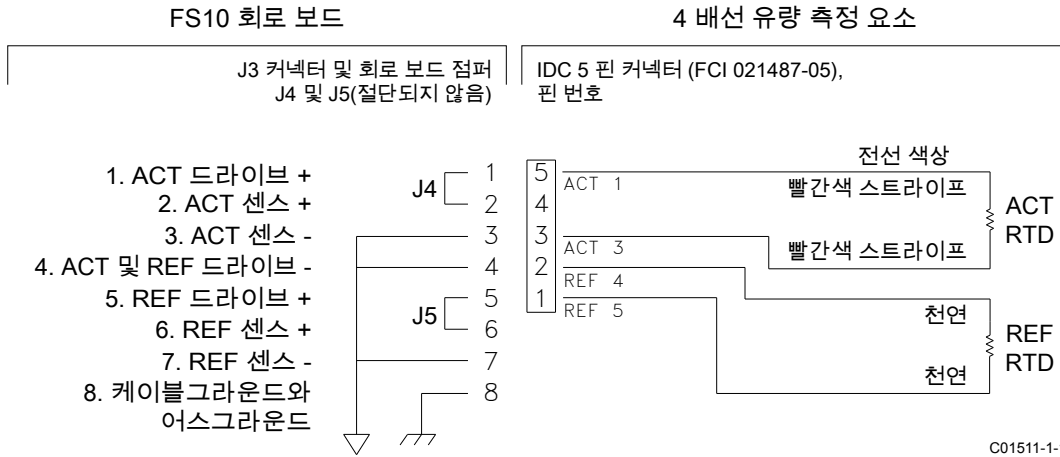 FS10 회로 보드
4 배선 유량 측정 요소
J3 커넥터 및 회로 보드 점퍼
J4 및 J5(절단되지 않음)
IDC 5 핀 커넥터 (FCI 021487-05),
핀 번호
1. ACT 드라이브 +
2. ACT 센스 +
3. ACT 센스 -
4. ACT 및 REF 드라이브 -
5. REF 드라이브 +
6. REF 센스 +
7. REF 센스 -
8. 케이블그라운드와
어스그라운드
J4
J5
1
2
3
4
5
6
7
8
5
4
3
2
1
ACT 1
ACT 3
REF 4
REF 5
전선 색상
빨간색 스트라이프
빨간색 스트라이프
천연
천연
ACT
RTD
REF
RTD
C01511-1-